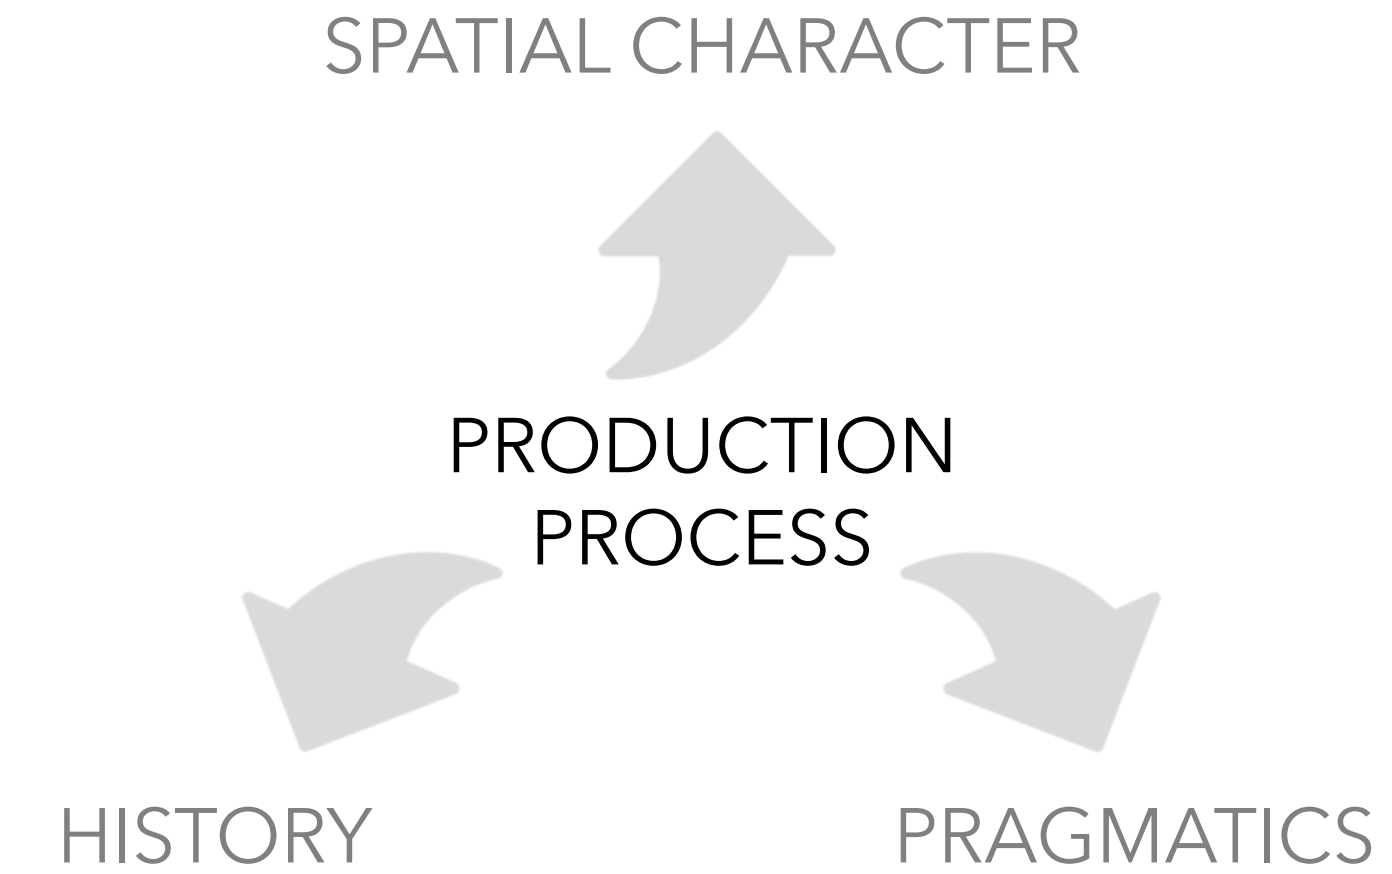 SPATIAL CHARACTER
PRODUCTION
PROCESS
HISTORY
PRAGMATICS